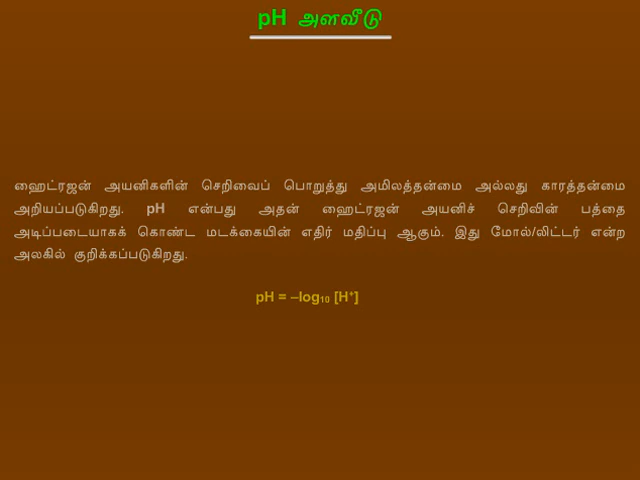 pH அளவீடு
ஹைட்ரஜன் அயனிகளின் செறிவைப் பொறுத்து அமிலத்தன்மை அல்லது காரத்தன்மை
அறியப்படுகிறது. pH என்பது அதன் ஹைட்ரஜன் அயனிச் செறிவின் பத்தை
அடிப்படையாகக் கொண்ட மடக்கையின் எதிர் மதிப்பு ஆகும். இது மோல்/லிட்டர் என்ற
அலகில் குறிக்கப்படுகிறது.
pH = –log₁₀ [H⁺]